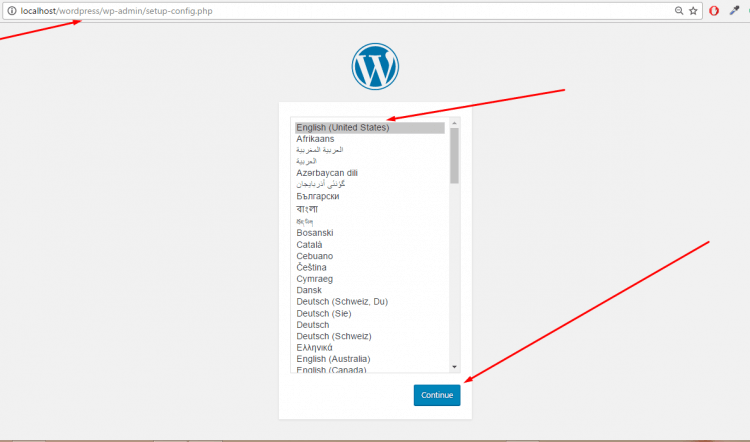 localhost/wordpress/wp-admin/setup-config.php
English (United States)
Afrikaans
العربية المغربية
العربية
Azərbaycan dili
گؤنئی آذربایجان
Български
বাংলা
བོད་ཡིག
Bosanski
Català
Cebuano
Čeština
Cymraeg
Dansk
Deutsch (Schweiz, Du)
Deutsch (Sie)
Deutsch
Deutsch (Schweiz)
Ελληνικά
English (Australia)
English (Canada)
Continue